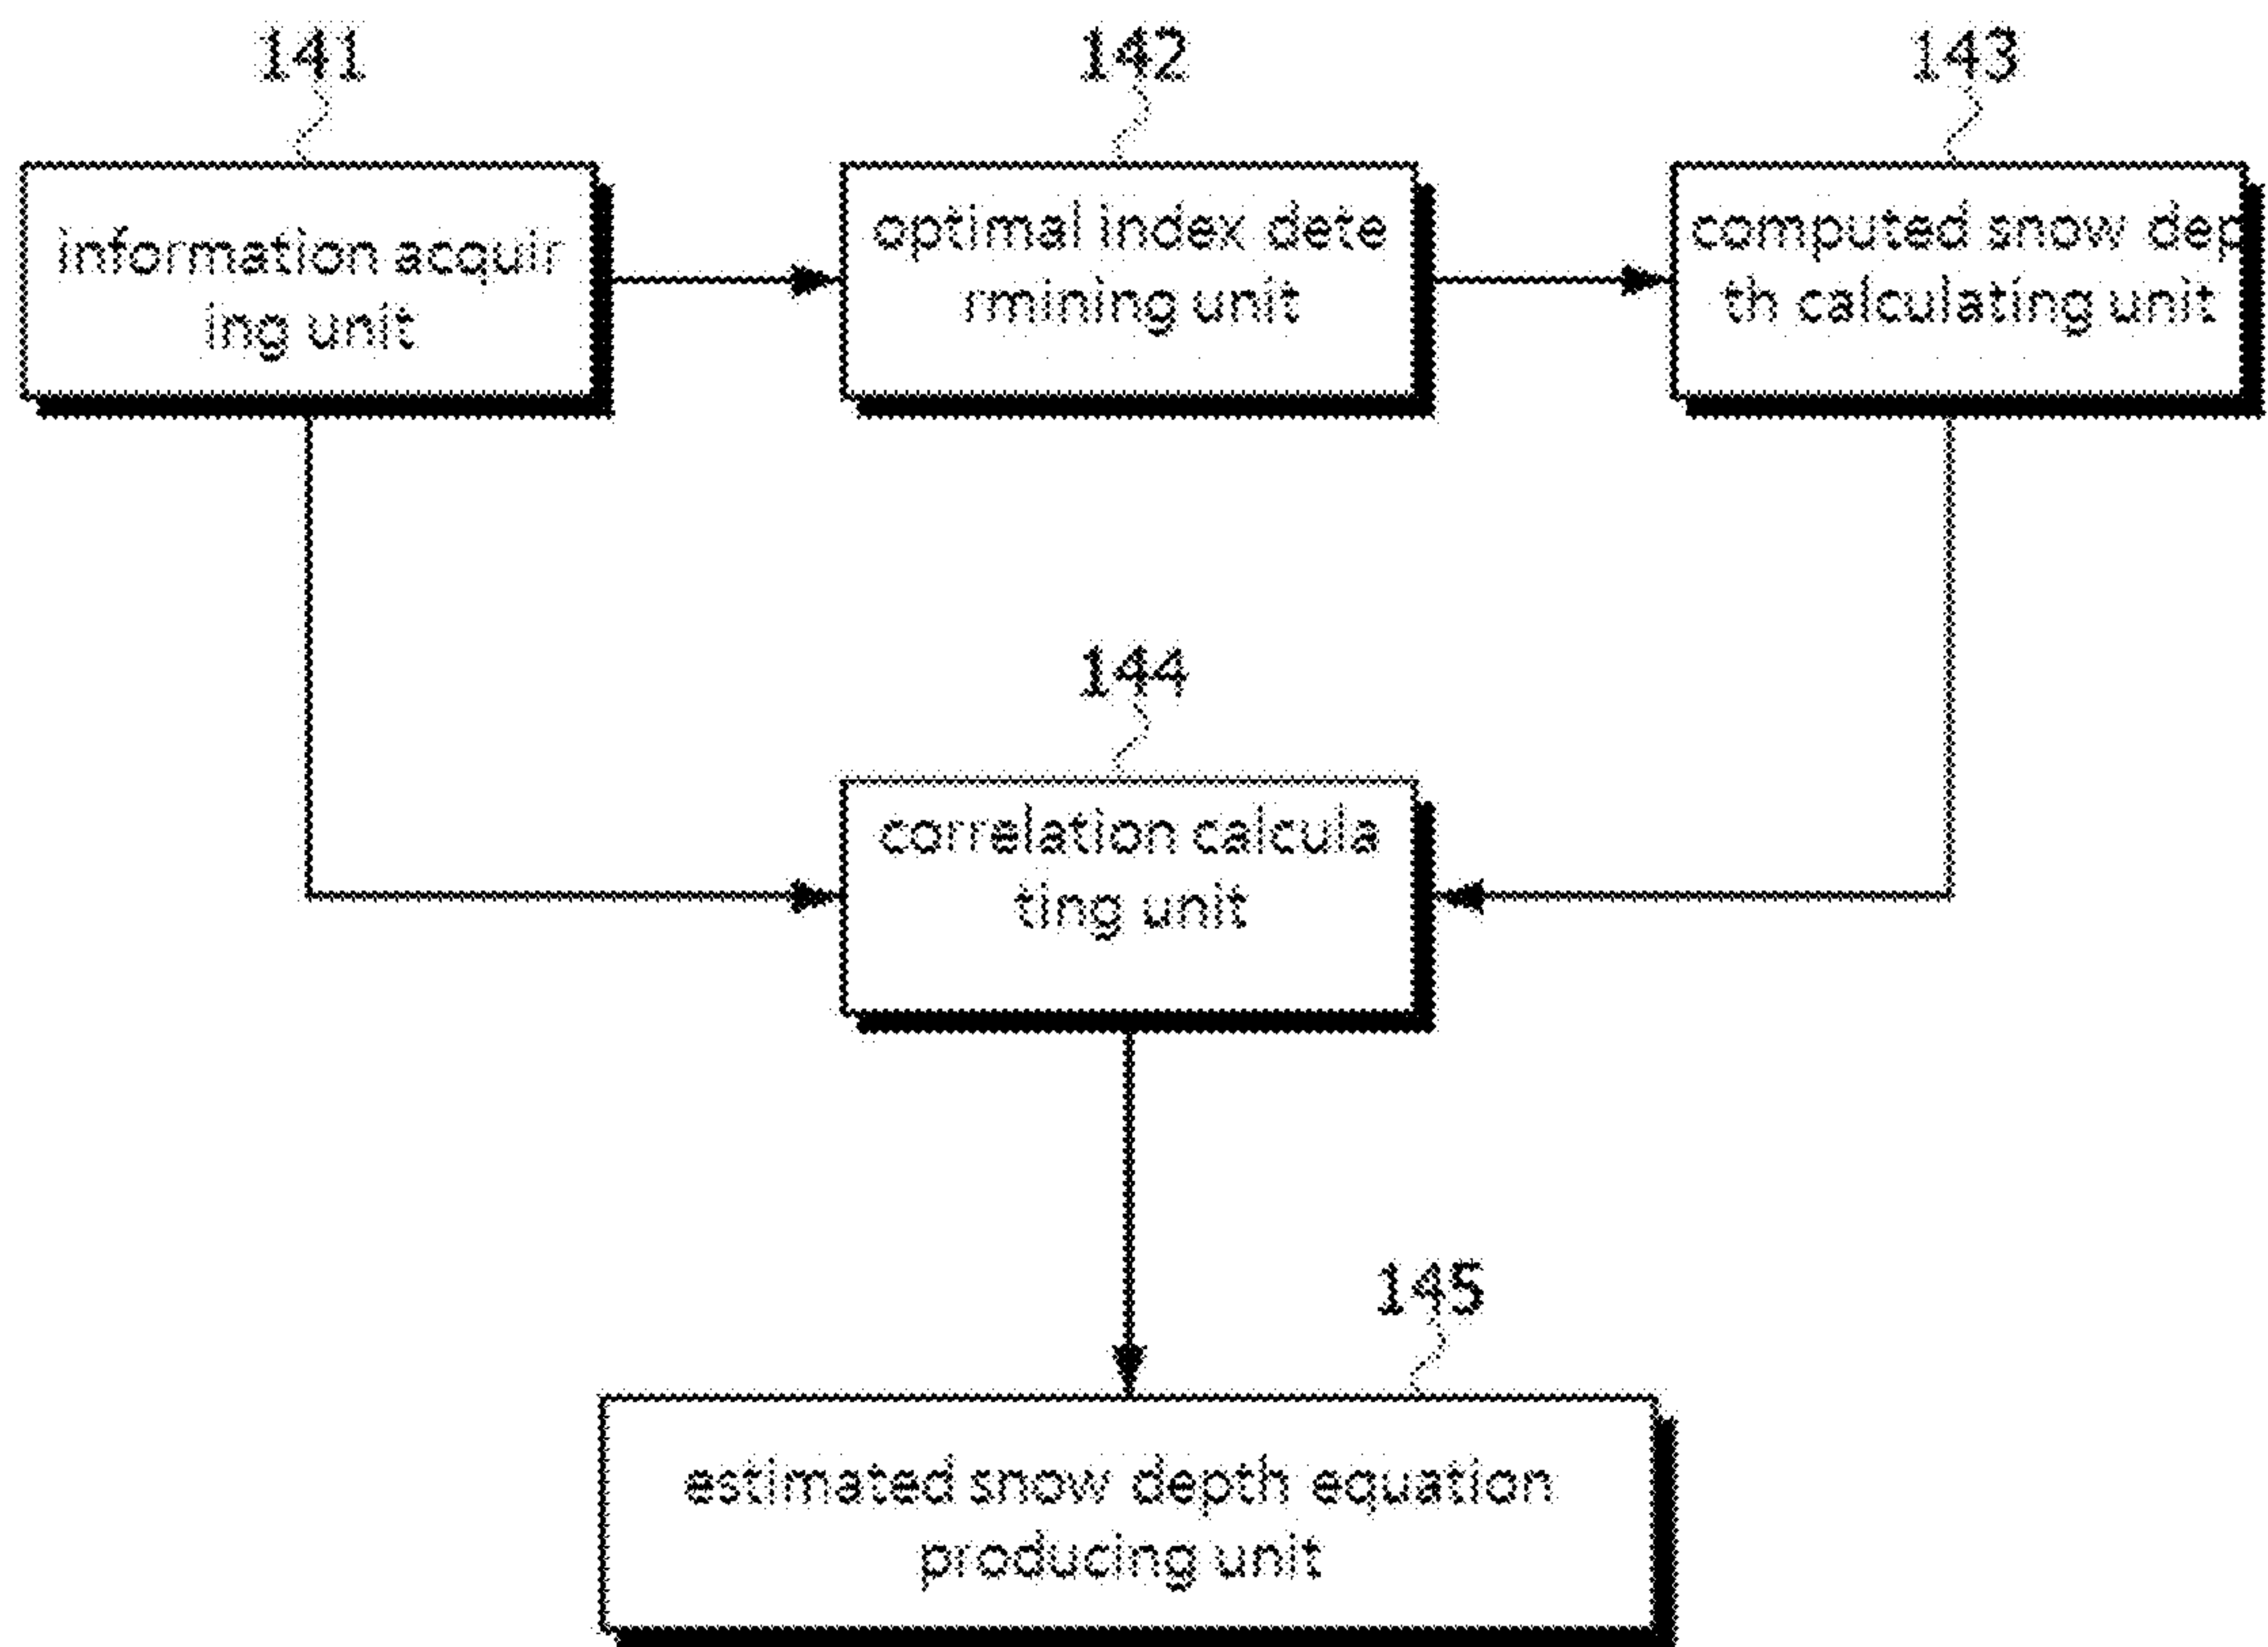 141
142
143
information acquir
ing unit
optimal index dete
rmining unit
computed snow dep
th calculating unit
144
correlation calcula
ting unit
145
estimated snow depth equation
producing unit